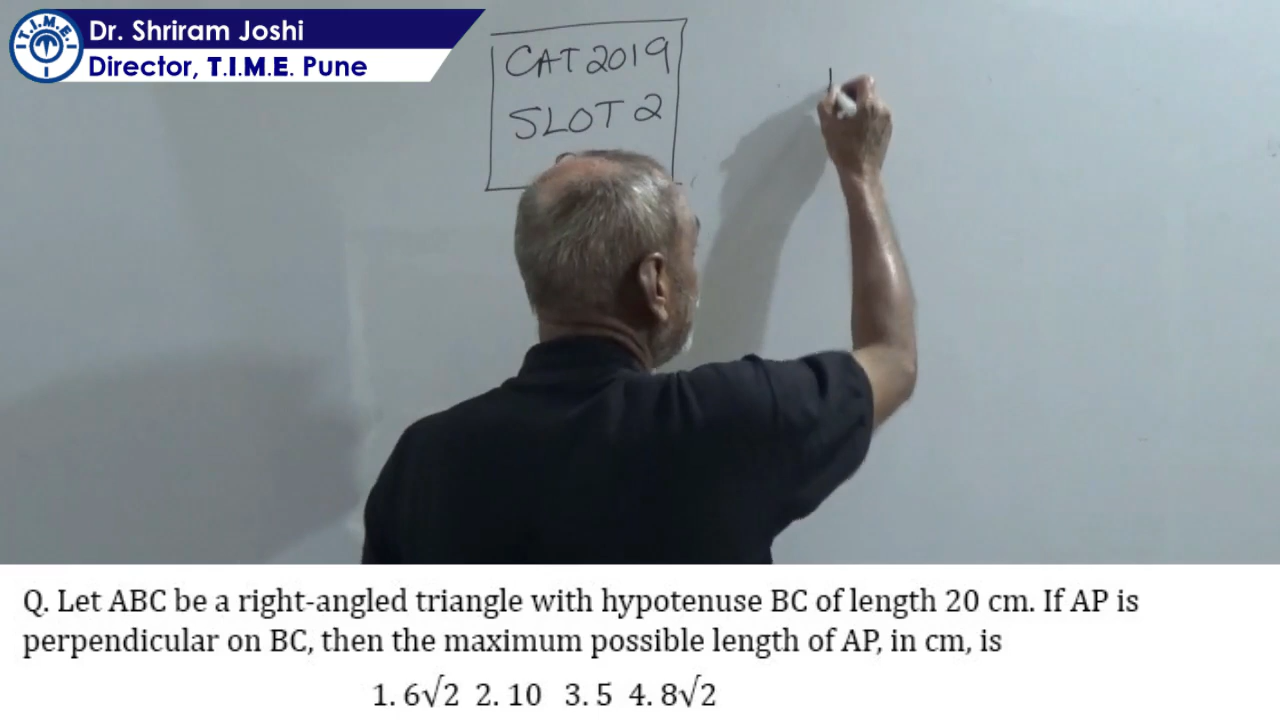 T.I.M.E.
Dr. Shriram Joshi
Director, T.I.M.E. Pune
CAT 2019
SLOT 2
Q. Let ABC be a right-angled triangle with hypotenuse BC of length 20 cm. If AP is
perpendicular on BC, then the maximum possible length of AP, in cm, is
1. 6√2 2. 10 3. 5 4. 8√2